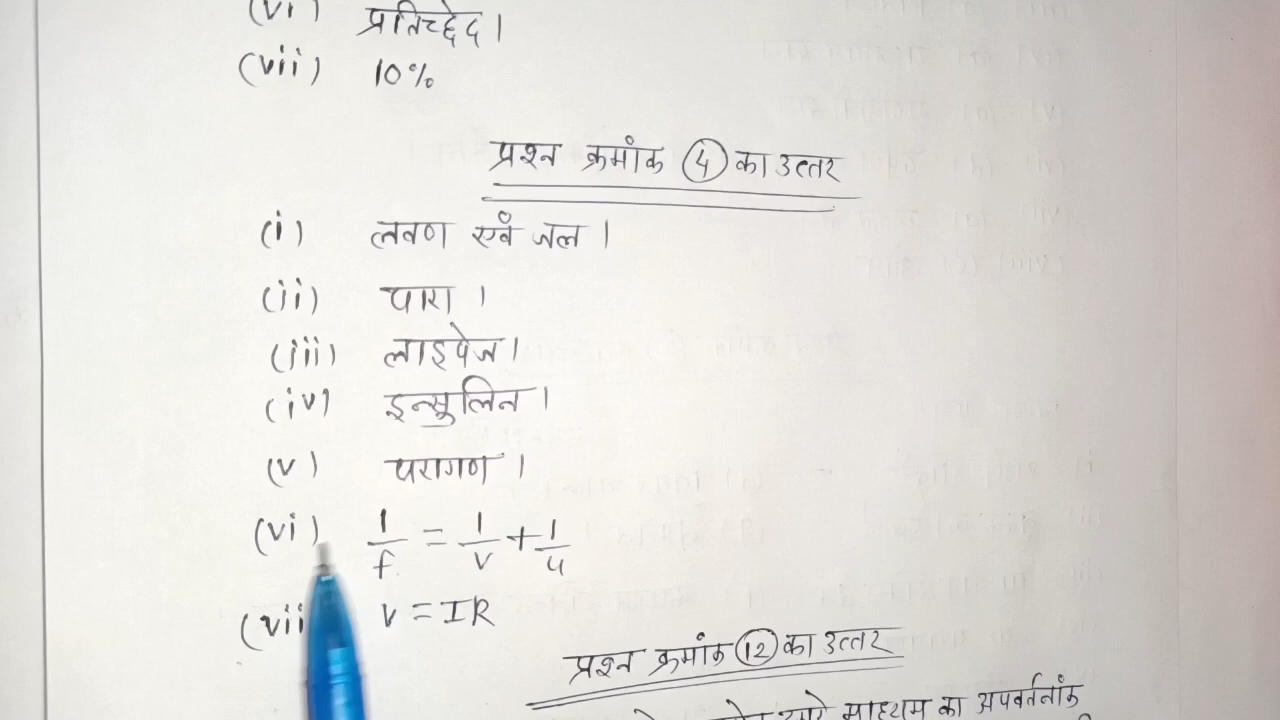 (vi) प्रतिच्छेद।
(vii) 10%
प्रश्न क्रमांक (4) का उत्तर
(i) लवण एवं जल।
(ii) पारा ।
(iii) लाइपेज।
(iv) इन्सुलिन।
(v) परागण ।
(vi) 1/f = 1/v + 1/u
(vii V = IR
प्रश्न क्रमांक (12) का उत्तर
माध्यम का अपवर्तनांक